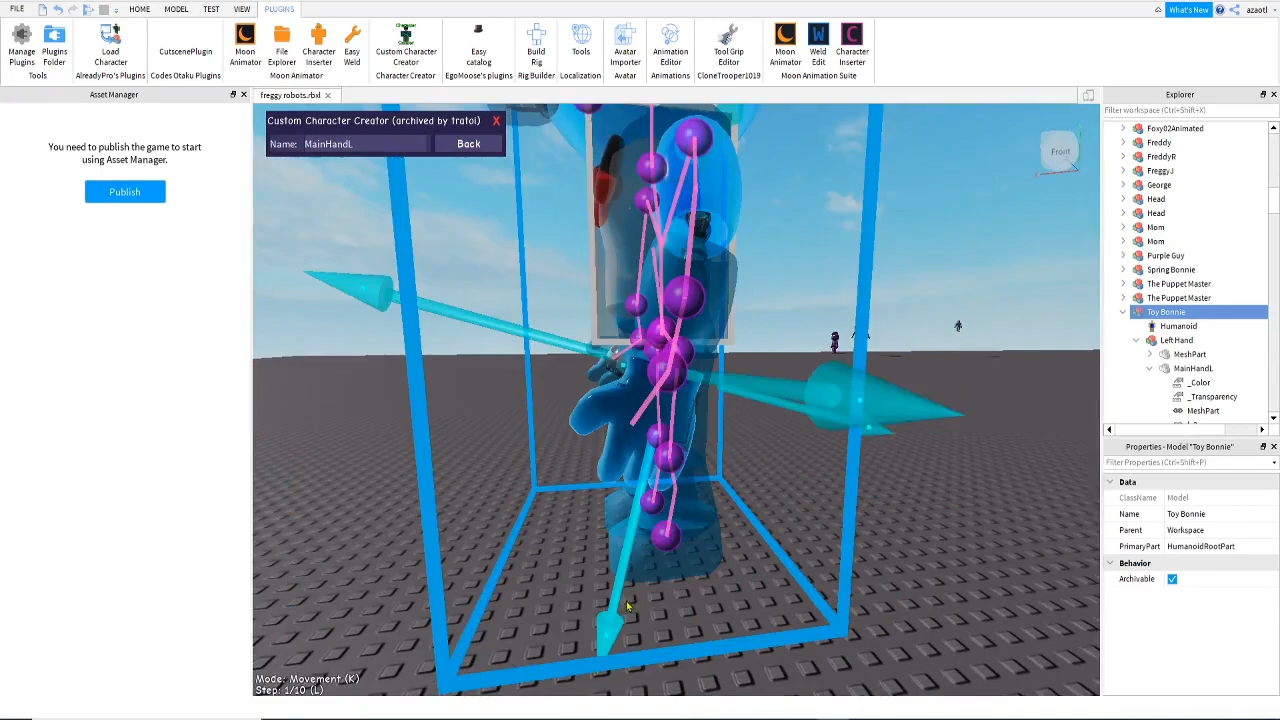 FILE
HOME
MODEL
TEST
VIEW
PLUGINS
What's New
azaotl
Manage Plugins
Plugins Folder
Tools
Load Character
AlreadyPro's Plugins
CutscenePlugin
Codes Otaku Plugins
Moon Animator
File Explorer
Character Inserter
Easy Weld
Moon Animator
Custom Character Creator
Character Creator
Easy catalog
EgoMoose's plugins
Build Rig
Rig Builder
Tools
Localization
Avatar Importer
Avatar
Animation Editor
Animations
Tool Grip Editor
CloneTrooper1019
Moon Animator
Weld Edit
Character Inserter
Moon Animation Suite
Asset Manager
You need to publish the game to start
using Asset Manager.
Publish
freggy robots.rbxl
Custom Character Creator (archived by tratol)
X
Name: MainHandL
Back
Front
Mode: Movement (K)
Step: 1/10 (L)
Explorer
Filter workspace (Ctrl+Shift+X)
Foxy02Animated
Freddy
FreddyR
FreggyJ
George
Head
Head
Mom
Mom
Purple Guy
Spring Bonnie
The Puppet Master
The Puppet Master
Toy Bonnie
Humanoid
Left Hand
MeshPart
MainHandL
_Color
_Transparency
MeshPart
Properties - Model "Toy Bonnie"
Filter Properties (Ctrl+Shift+P)
Data
ClassName Model
Name Toy Bonnie
Parent Workspace
PrimaryPart HumanoidRootPart
Behavior
Archivable